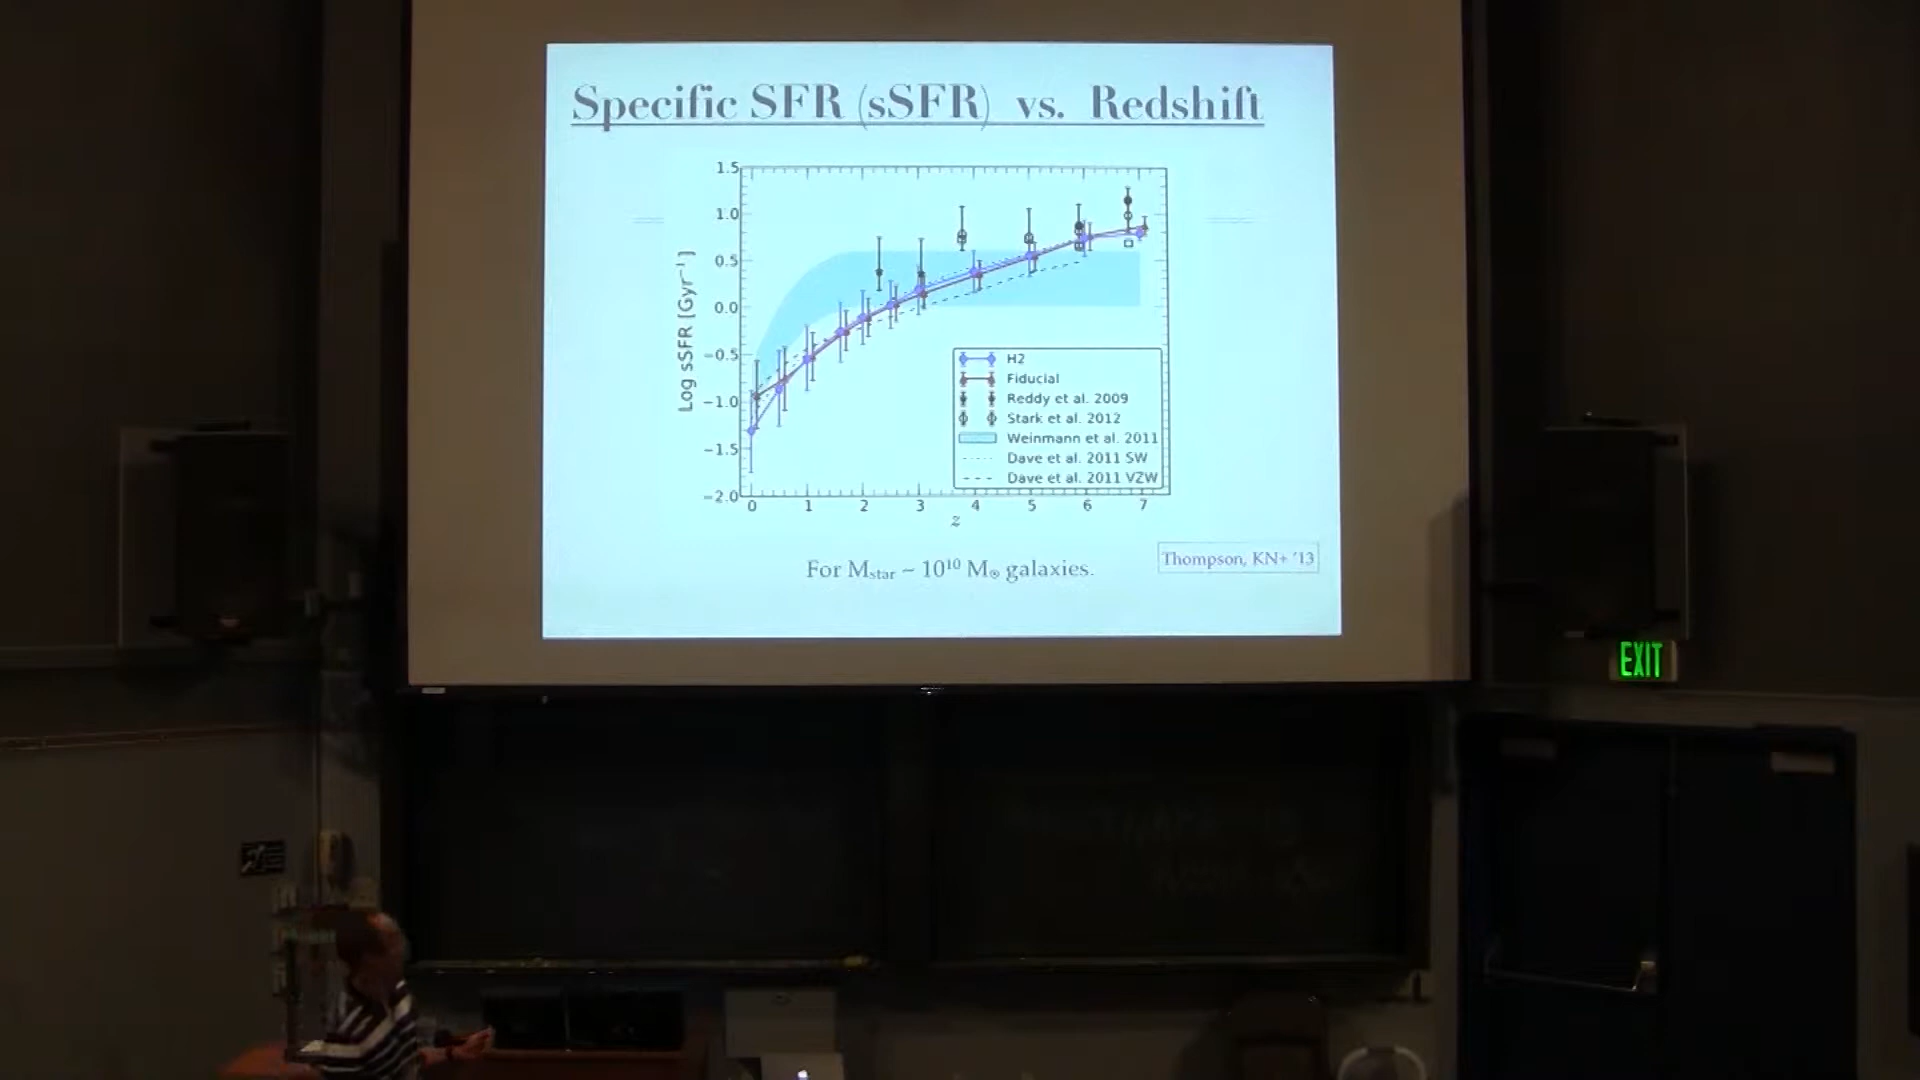 Specific SFR (sSFR) vs. Redshift
1.5
1.0
0.5
0.0
−0.5
−1.0
−1.5
−2.0
Log sSFR [Gyr⁻¹]
H2
Fiducial
Reddy et al. 2009
Stark et al. 2012
Weinmann et al. 2011
Dave et al. 2011 SW
Dave et al. 2011 VZW
0 1 2 3 4 5 6 7
z
For Mstar ~ 10¹⁰ M⊙ galaxies.
Thompson, KN+ '13
EXIT